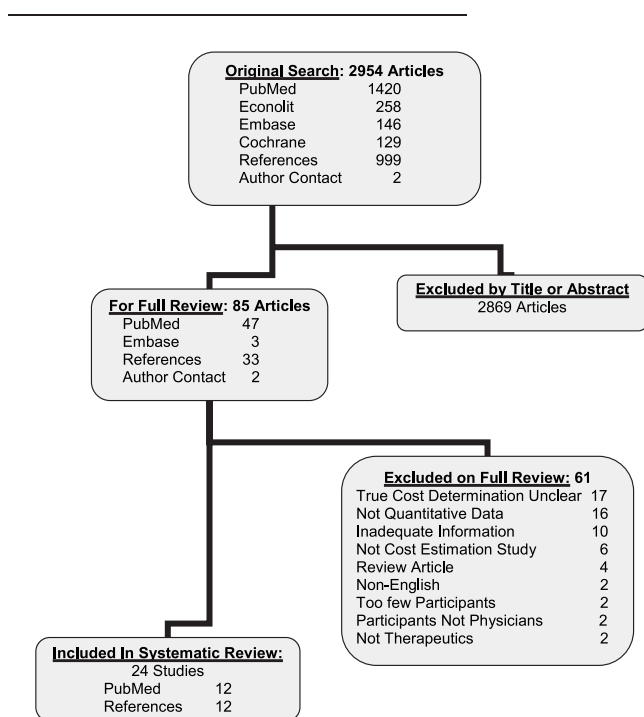 Original Search: 2954 Articles
PubMed 1420
Econolit 258
Embase 146
Cochrane 129
References 999
Author Contact 2
For Full Review: 85 Articles
PubMed 47
Embase 3
References 33
Author Contact 2
Excluded by Title or Abstract
2869 Articles
Excluded on Full Review: 61
True Cost Determination Unclear 17
Not Quantitative Data 16
Inadequate Information 10
Not Cost Estimation Study 6
Review Article 4
Non-English 2
Too few Participants 2
Participants Not Physicians 2
Not Therapeutics 2
Included In Systematic Review:
24 Studies
PubMed 12
References 12